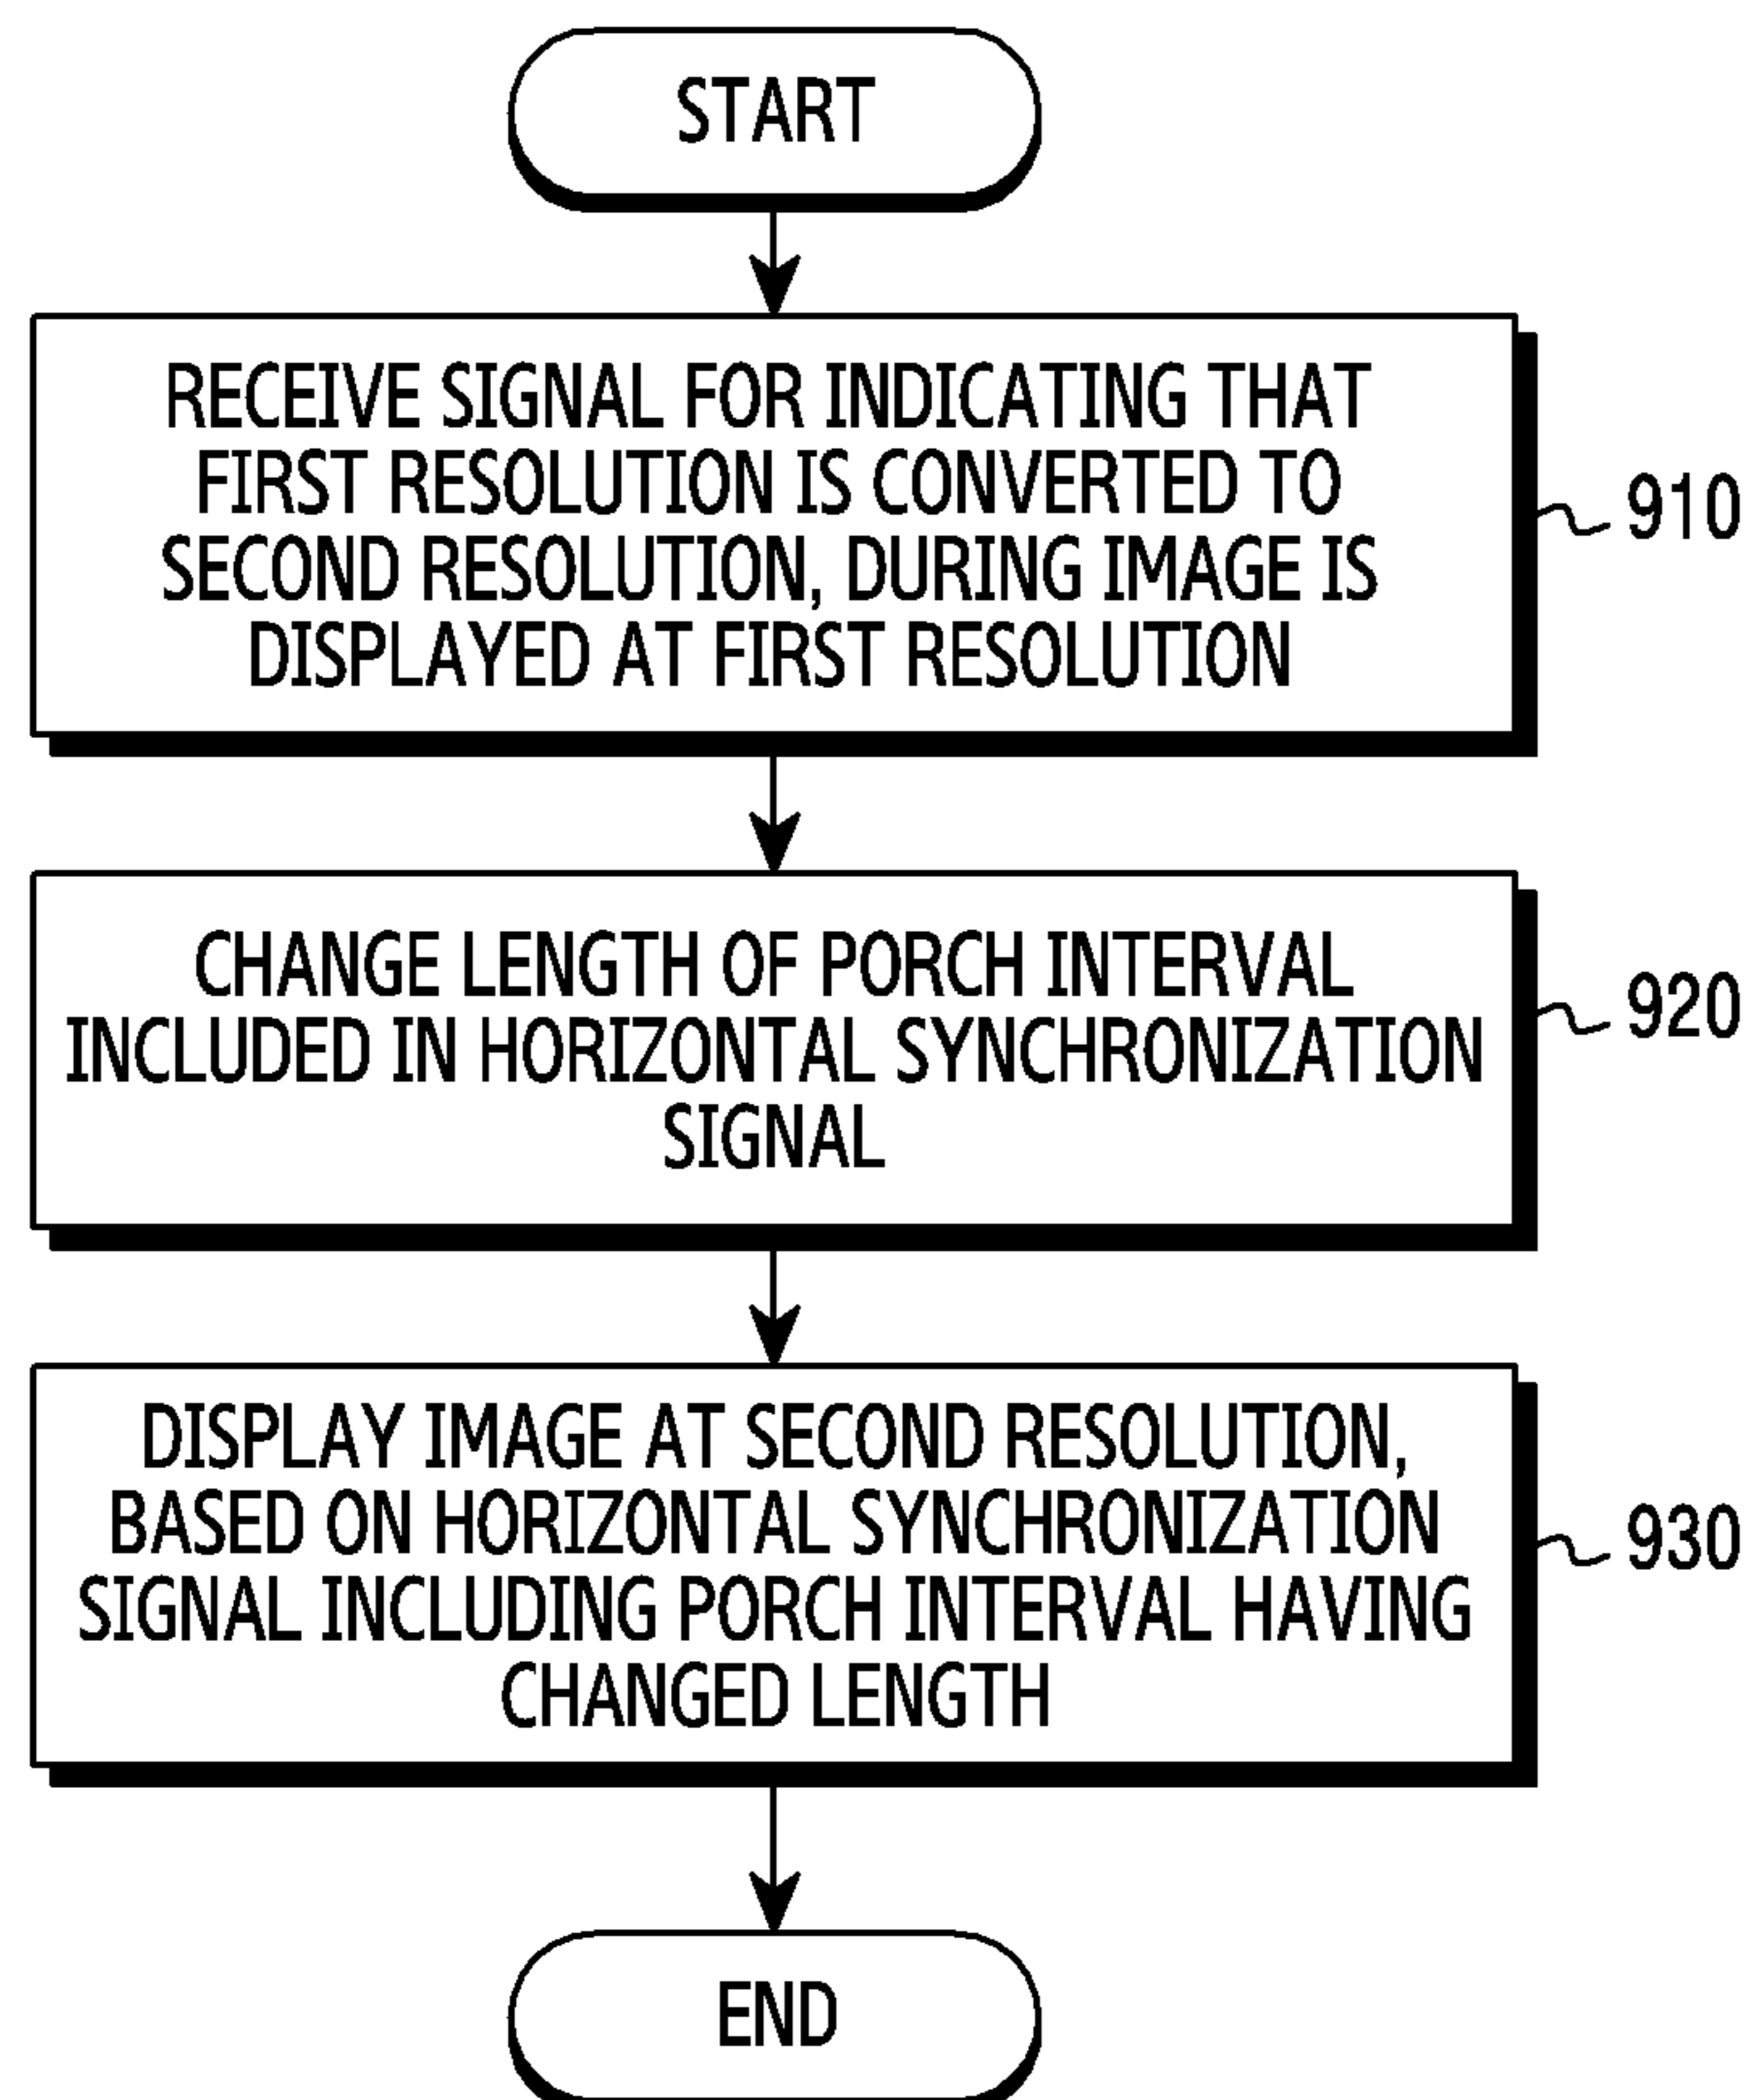 START
RECEIVE SIGNAL FOR INDICATING THAT
FIRST RESOLUTION IS CONVERTED TO
SECOND RESOLUTION, DURING IMAGE IS
DISPLAYED AT FIRST RESOLUTION
910
CHANGE LENGTH OF PORCH INTERVAL
INCLUDED IN HORIZONTAL SYNCHRONIZATION
SIGNAL
920
DISPLAY IMAGE AT SECOND RESOLUTION,
BASED ON HORIZONTAL SYNCHRONIZATION
SIGNAL INCLUDING PORCH INTERVAL HAVING
CHANGED LENGTH
930
END